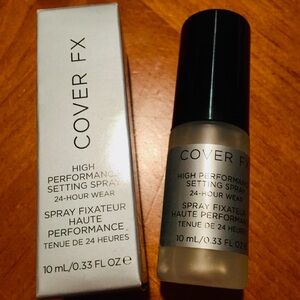 COVER FX
HIGH
PERFORMANCE
SETTING SPRAY
24-HOUR WEAR
SPRAY FIXATEUR
HAUTE
PERFORMANCE
TENUE DE 24 HEURES
10 mL/0.33 FL OZ e
COVER FX
HIGH PERFORMANCE
SETTING SPRAY
24-HOUR WEAR
SPRAY FIXATEUR
HAUTE
PERFORMANCE
TENUE DE 24 HEURES
10 mL/0.33 FL OZ